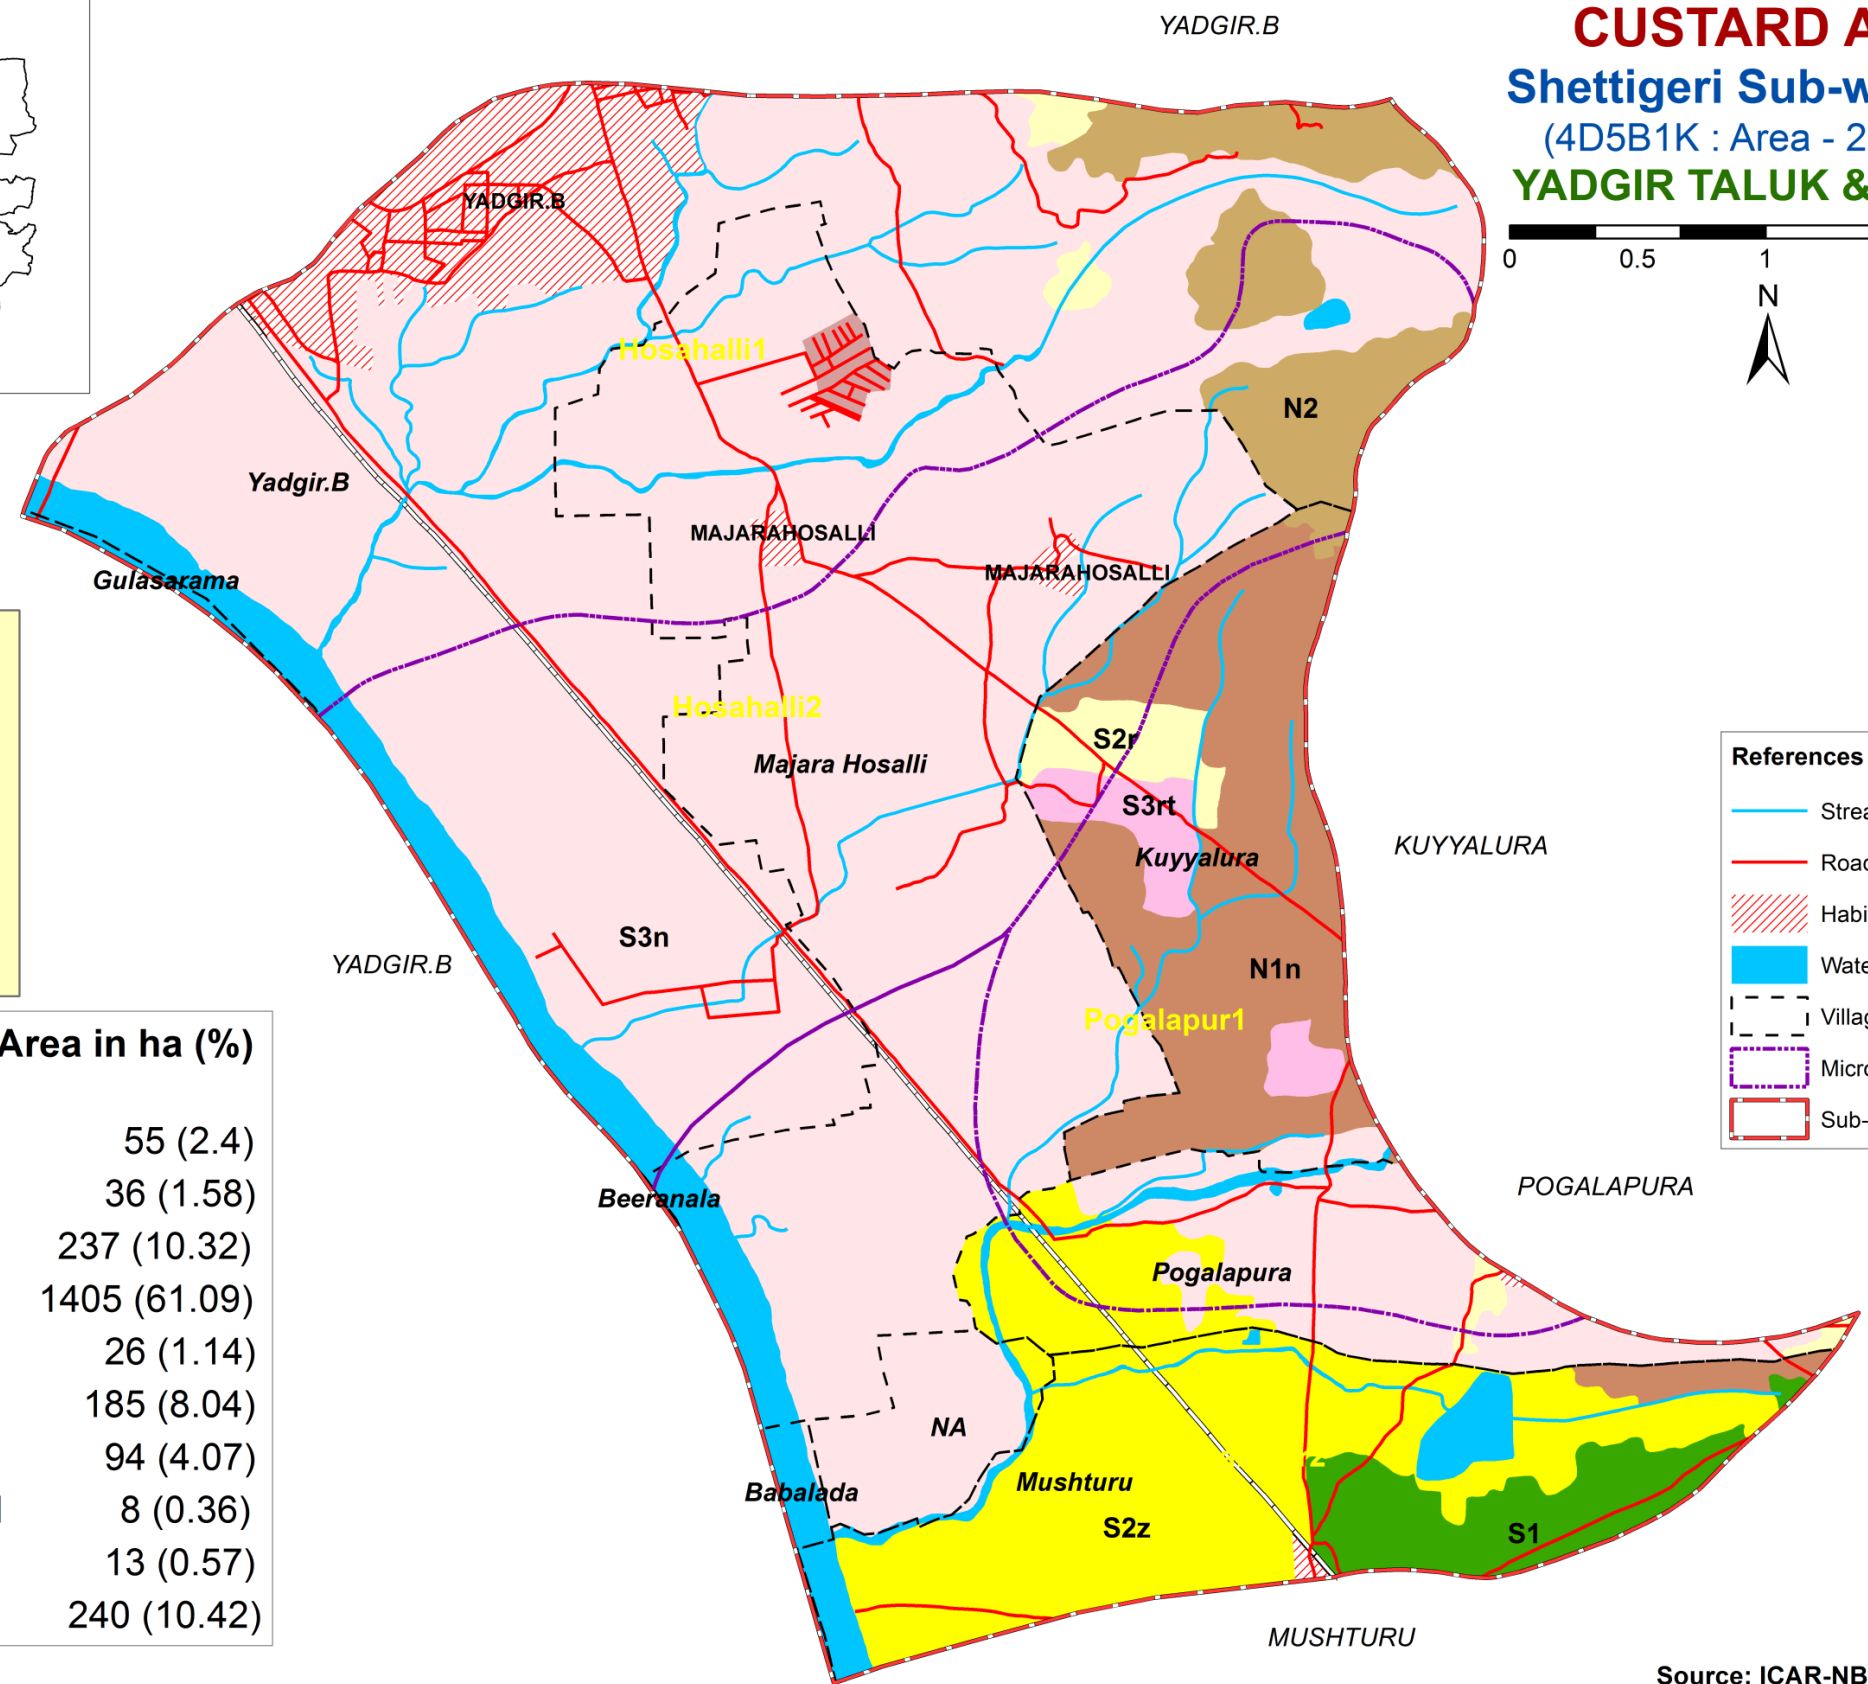 YADGIR.B
CUSTARD A
Shettigeri Sub-w
(4D5B1K : Area - 2
YADGIR TALUK &
0 0.5 1
N
YADGIR.B
Hosahalli1
N2
Yadgir.B
MAJARAHOSALLI
MAJARAHOSALLI
Gulasarama
Hosahalli2
S2r
Majara Hosalli
S3rt
Kuyyalura
KUYYALURA
S3n
YADGIR.B
N1n
Pogalapur1
References
Strea
Road
Habi
Wate
Villag
Micro
Sub-
Area in ha (%)
55 (2.4)
36 (1.58)
237 (10.32)
1405 (61.09)
26 (1.14)
185 (8.04)
94 (4.07)
8 (0.36)
13 (0.57)
240 (10.42)
POGALAPURA
Beeranala
Pogalapura
NA
Mushturu
Babalada
S2z
S1
MUSHTURU
Source: ICAR-NB